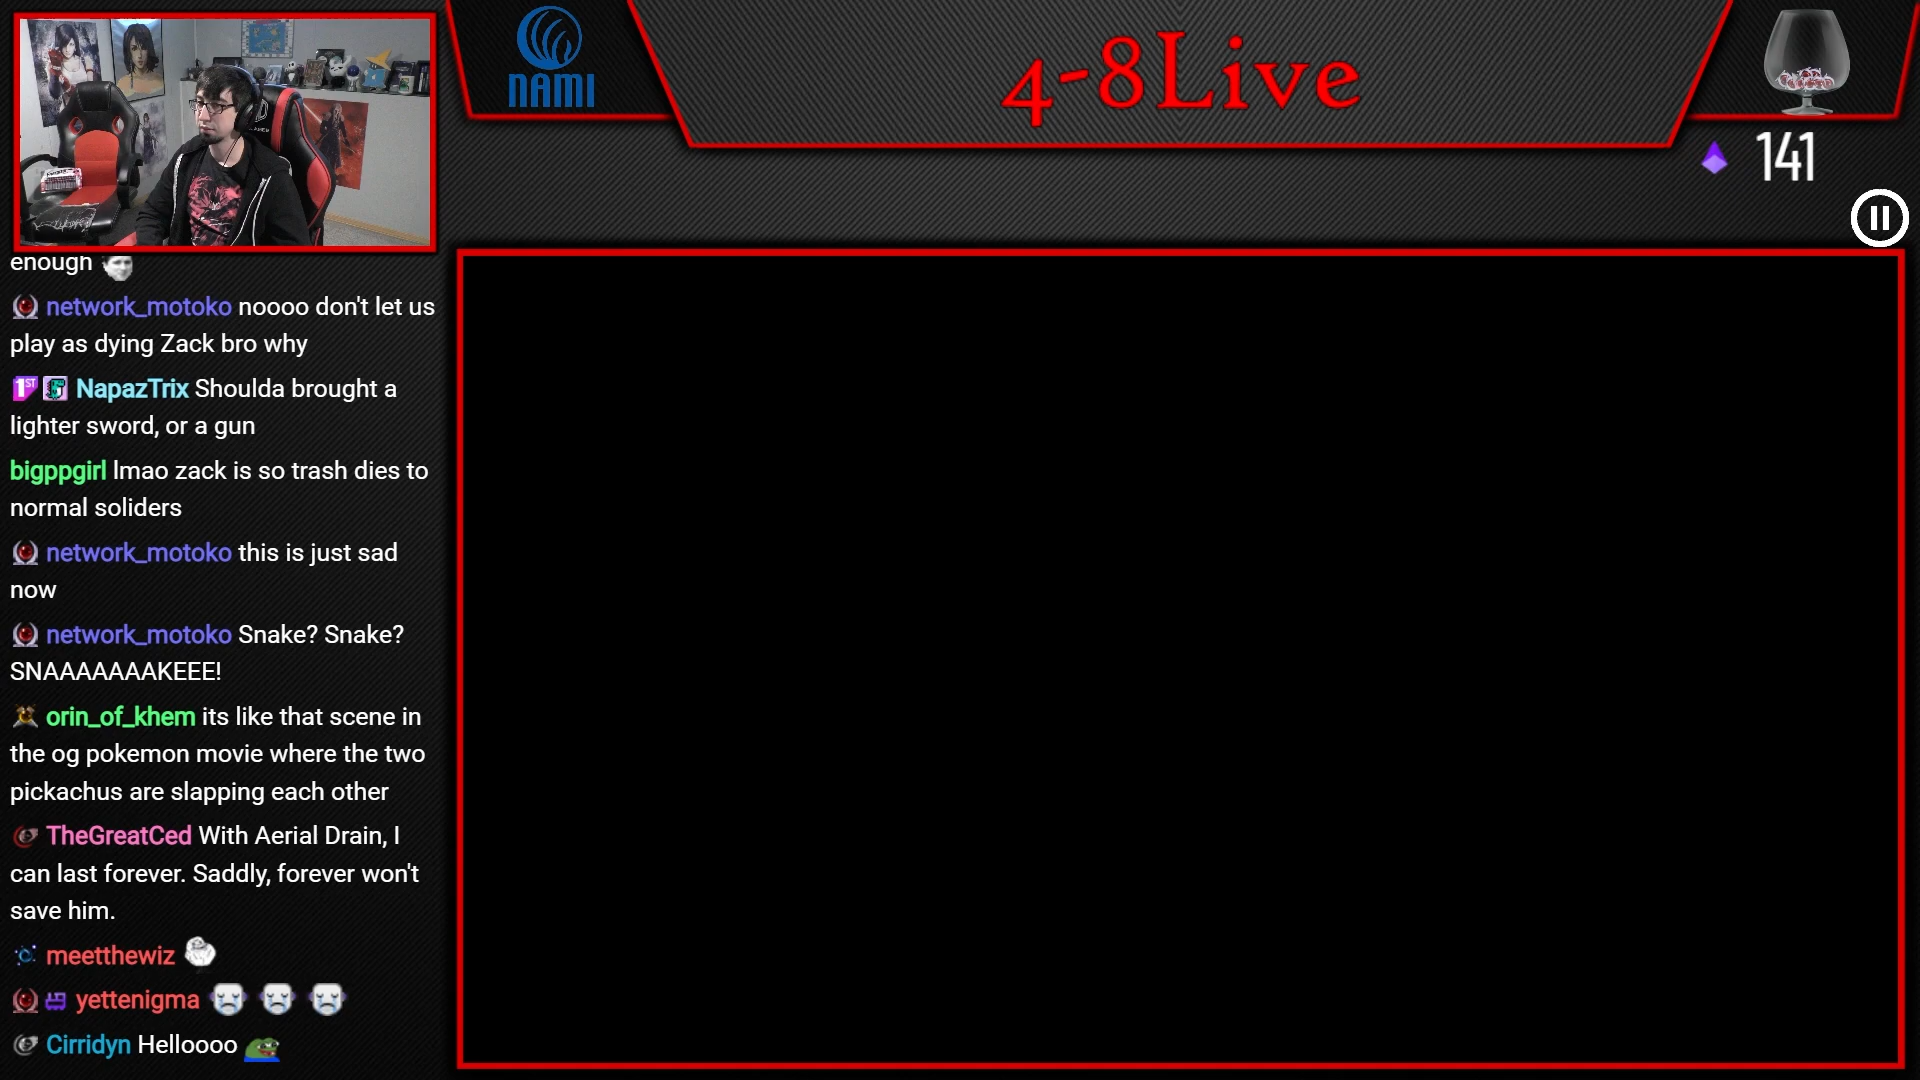 NAMI
4-8Live
141
enough
network_motoko noooo don't let us
play as dying Zack bro why
1ST NapazTrix Shoulda brought a
lighter sword, or a gun
bigppgirl lmao zack is so trash dies to
normal soliders
network_motoko this is just sad
now
network_motoko Snake? Snake?
SNAAAAAAAKEEE!
orin_of_khem its like that scene in
the og pokemon movie where the two
pickachus are slapping each other
TheGreatCed With Aerial Drain, I
can last forever. Saddly, forever won't
save him.
meetthewiz
yettenigma
Cirridyn Helloooo